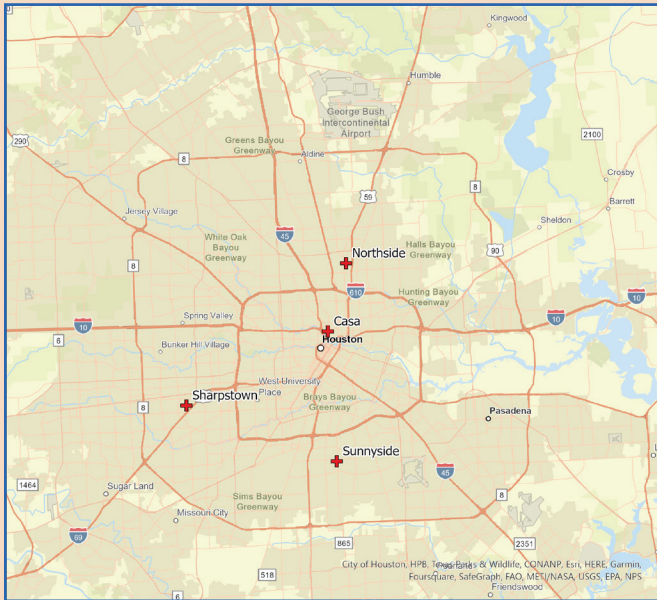 Kingwood
Humble
George Bush
Intercontinental
Airport
290
2100
Greens Bayou
Greenway
8
Aldine
Crosby
8
59
Barrett
Jersey Village
Sheldon
45
White Oak
Bayou
Greenway
Halls Bayou
Greenway
90
Northside
8
610
Hunting Bayou
Greenway
10
10
Spring Valley
Casa
10
6
Houston
Bunker Hill Village
West University
Place
Sharpstown
Brays Bayou
Greenway
8
Pasadena
Sunnyside
45
1464
Sugar Land
Sims Bayou
Greenway
8
Missouri City
69
865
2351
City of Houston, HPB, Texas Parks & Wildlife, CONANP, Esri, HERE, Garmin,
Foursquare, SafeGraph, FAO, METI/NASA, USGS, EPA, NPS
518
Friendswood
6